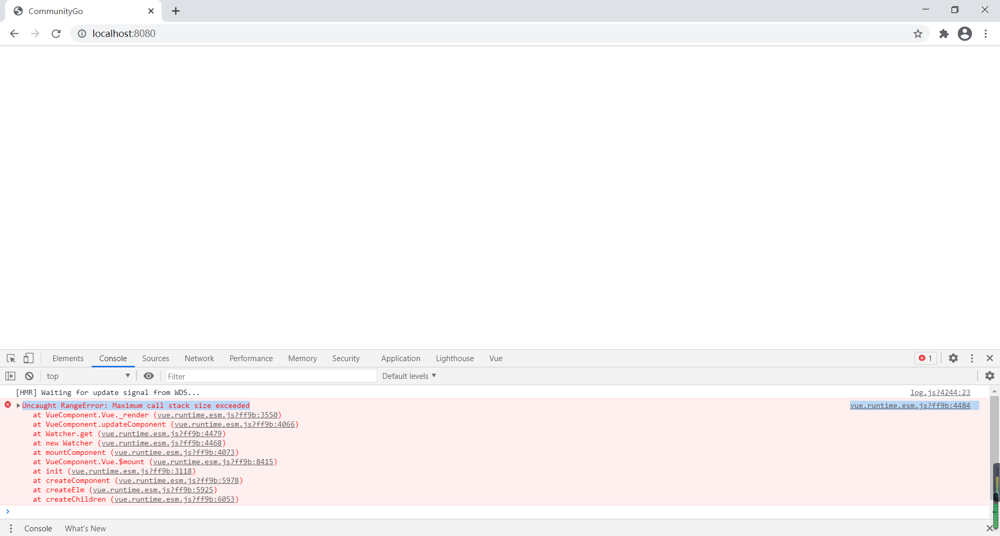 CommunityGo
localhost:8080
Elements Console Sources Network Performance Memory Security Application Lighthouse Vue 1
top Filter Default levels
[HMR] Waiting for update signal from WDS... log.js?4244:23
Uncaught RangeError: Maximum call stack size exceeded vue.runtime.esm.js?ff9b:4484
at VueComponent.Vue._render (vue.runtime.esm.js?ff9b:3550)
at VueComponent.updateComponent (vue.runtime.esm.js?ff9b:4066)
at Watcher.get (vue.runtime.esm.js?ff9b:4479)
at new Watcher (vue.runtime.esm.js?ff9b:4468)
at mountComponent (vue.runtime.esm.js?ff9b:4073)
at VueComponent.Vue.$mount (vue.runtime.esm.js?ff9b:8415)
at init (vue.runtime.esm.js?ff9b:3118)
at createComponent (vue.runtime.esm.js?ff9b:5978)
at createElm (vue.runtime.esm.js?ff9b:5925)
at createChildren (vue.runtime.esm.js?ff9b:6053)
Console What's New